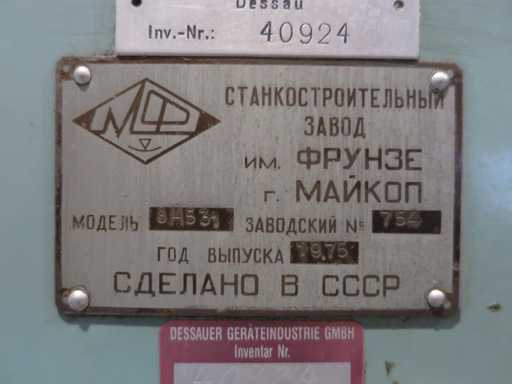 Dessau
Inv.-Nr.: 40924
МФ
СТАНКОСТРОИТЕЛЬНЫЙ
ЗАВОД
им. ФРУНЗЕ
г. МАЙКОП
МОДЕЛЬ 8Н531 ЗАВОДСКИЙ № 754
ГОД ВЫПУСКА 1975
СДЕЛАНО В СССР
DESSAUER GERÄTEINDUSTRIE GMBH
Inventar Nr.